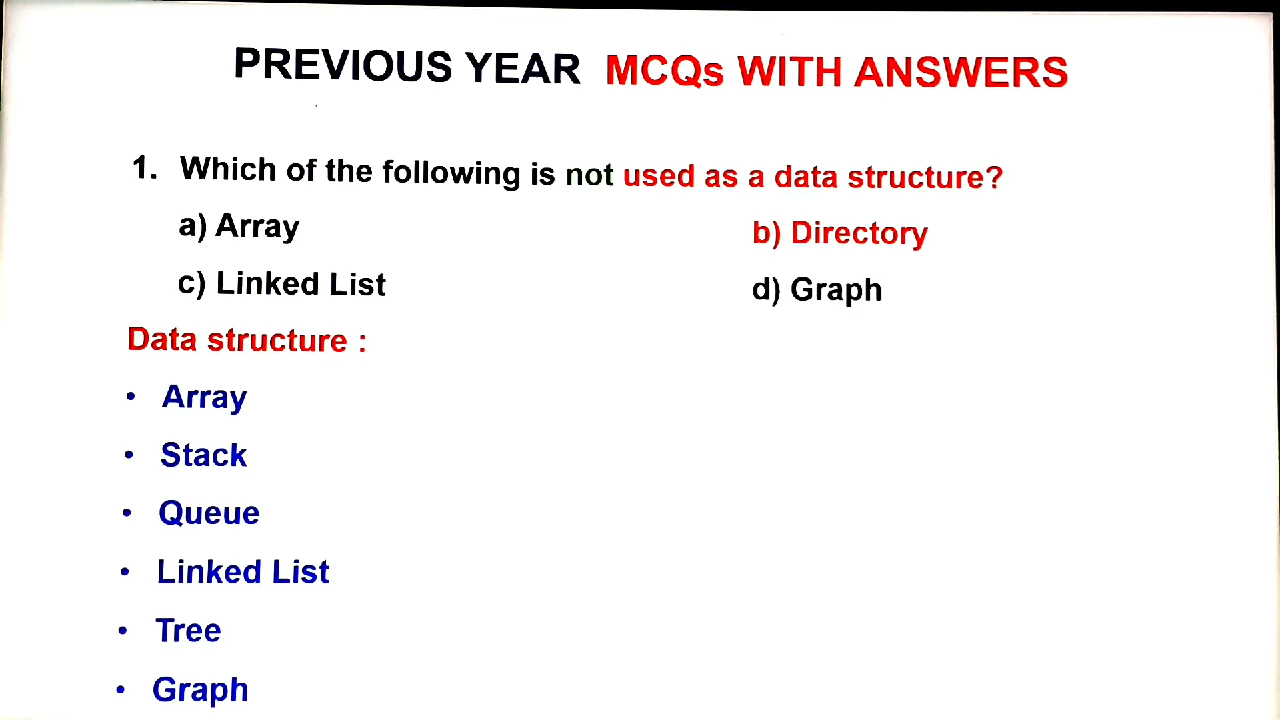 PREVIOUS YEAR MCQs WITH ANSWERS
1. Which of the following is not used as a data structure?
a) Array b) Directory
c) Linked List d) Graph
Data structure :
• Array
• Stack
• Queue
• Linked List
• Tree
• Graph